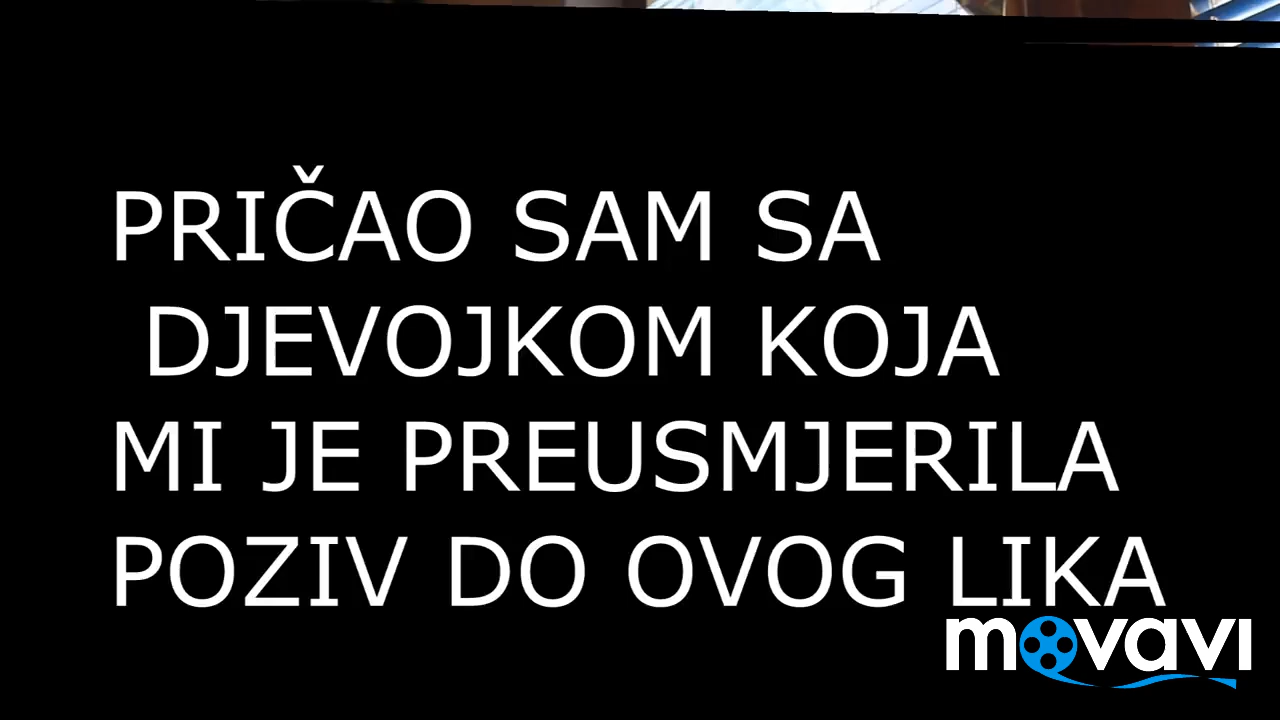 PRIČAO SAM SA
DJEVOJKOM KOJA
MI JE PREUSMJERILA
POZIV DO OVOG LIKA
movavi